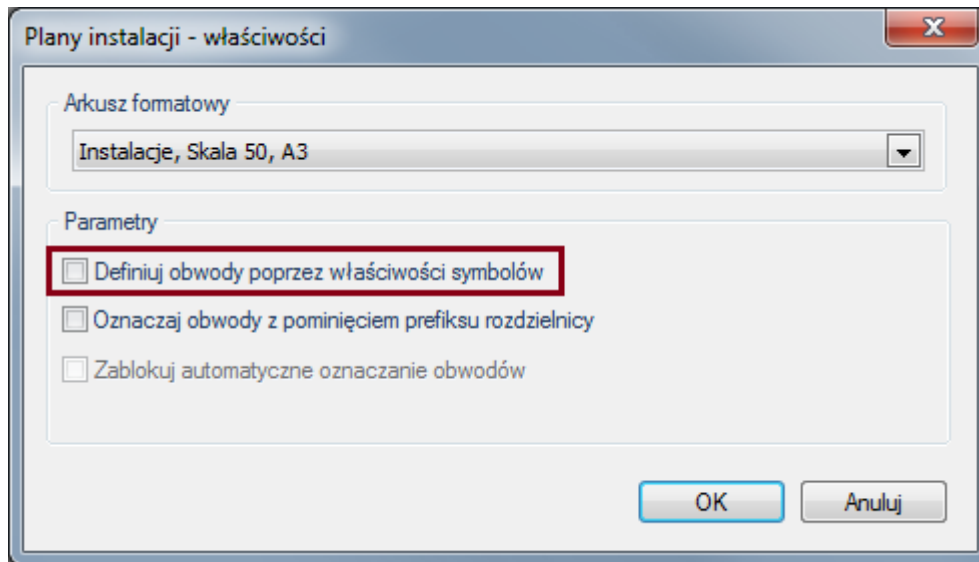 Plany instalacji - właściwości
Arkusz formatowy
Instalacje, Skala 50, A3
Parametry
Definiuj obwody poprzez właściwości symbolów
Oznaczaj obwody z pominięciem prefiksu rozdzielnicy
Zablokuj automatyczne oznaczanie obwodów
OK Anuluj